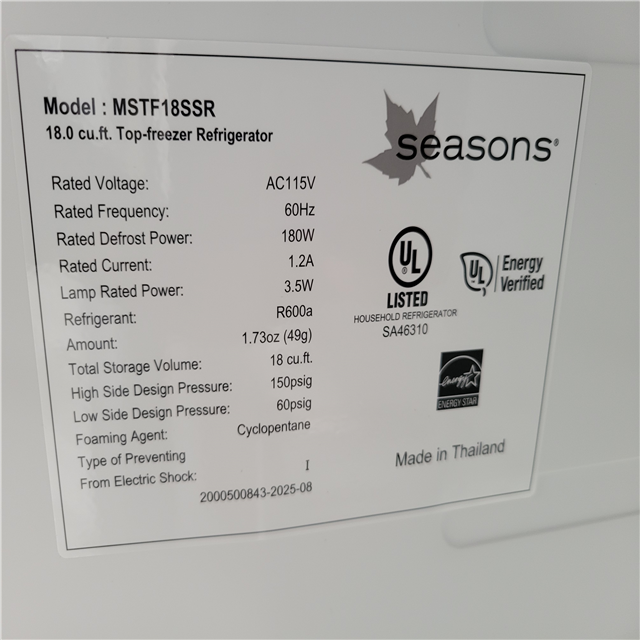 Model : MSTF18SSR
18.0 cu.ft. Top-freezer Refrigerator
seasons®
Rated Voltage: AC115V
Rated Frequency: 60Hz
Rated Defrost Power: 180W
Rated Current: 1.2A
Lamp Rated Power: 3.5W
Refrigerant: R600a
Amount: 1.73oz (49g)
Total Storage Volume: 18 cu.ft.
High Side Design Pressure: 150psig
Low Side Design Pressure: 60psig
Foaming Agent: Cyclopentane
Type of Preventing
From Electric Shock: I
2000500843-2025-08
UL ®
LISTED
HOUSEHOLD REFRIGERATOR
SA46310
UL Energy
Verified
energy
ENERGY STAR
Made in Thailand